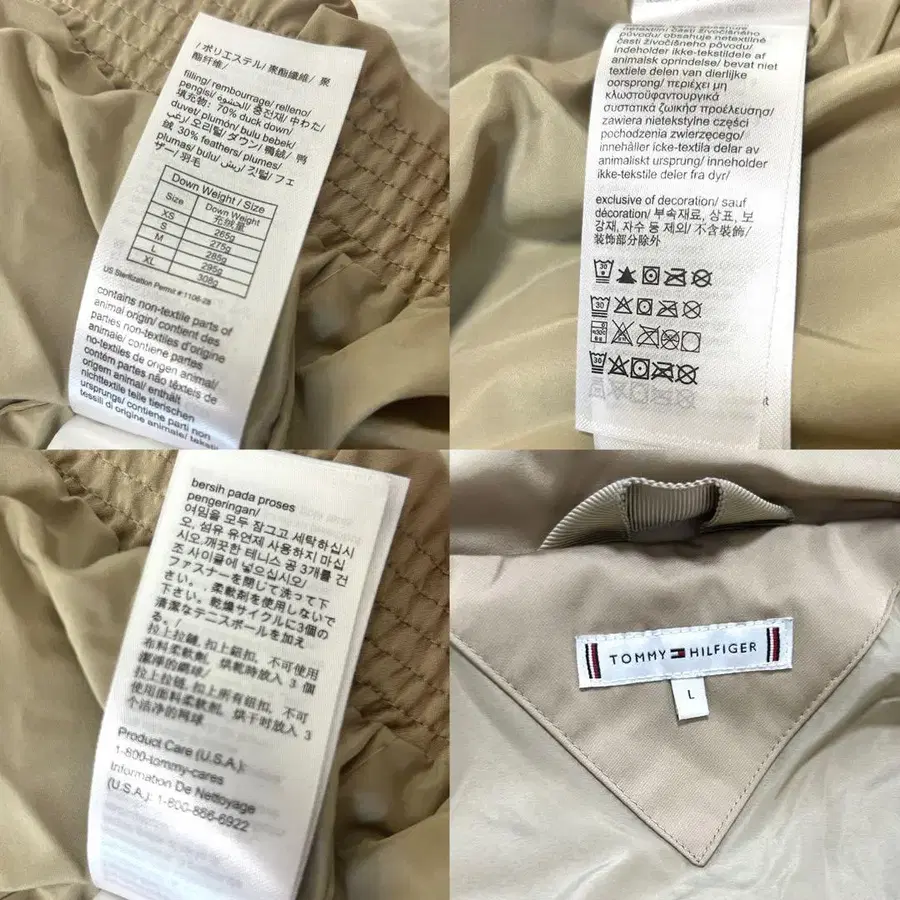 / ポリエステル/ 聚酯纖維/ 聚
酯纤维/
filling/ rembourrage/ relleno/
pengisi/ الحشوة/ 충전재/ 中わた/
填充物: 70% duck down/
duvet/ plumón/ bulu bebek/
زغب/ 오리털/ ダウン/ 鴨絨/ 鸭
绒 30% feathers/ plumes/
plumas/ bulu/ ريش/ 깃털/ フェ
ザー/ 羽毛
Down Weight / Size
Size Down Weight
充绒量
XS 265g
S 275g
M 285g
L 295g
XL 308g
US Sterilization Permit # 1106-28
contains non-textile parts of
animal origin/ contient des
parties non-textiles d'origine
animale/ contiene partes
no-textiles de origen animal/
contém partes não têxteis de
origem animal/ enthält
nichttextile teile tierischen
ursprungs/ contiene parti non
tessili di origine animale/
části živočíšného
původu/ obsahuje netextilné
časti živočíšneho pôvodu/
indeholder ikke-tekstildele af
animalsk oprindelse/ bevat niet
textiele delen van dierlijke
oorsprong/ περιέχει μη
κλωστοϋφαντουργικά
συστατικά ζωικής προέλευσης/
zawiera nietekstylne części
pochodzenia zwierzęcego/
innehåller icke-textila delar av
animaliskt ursprung/ inneholder
ikke-tekstile deler fra dyr/
exclusive of decoration/ sauf
décoration/ 부속재료, 상표, 보
강재, 자수 등 제외/ 不含裝飾/
装饰部分除外
30
30
30
bersih pada proses
pengeringan/
여밈을 모두 잠그고 세탁하십시
오. 섬유 유연제 사용하지 마십
시오.깨끗한 테니스 공 3개를 건
조 사이클에 넣으십시오/
ファスナーを閉じて洗って下
さい。柔軟剤を使用しないで
下さい。乾燥サイクルに3個の
清潔なテニスボールを加え
る。/
拉上拉鏈, 扣上鈕扣, 不可使用
布料柔軟劑, 烘乾時放入 3 個
潔淨的網球/
拉上拉链, 扣上所有纽扣, 不可
使用面料柔软剂, 烘干时放入 3
个洁净的网球
Product Care (U.S.A.):
1-800-tommy-cares
Information De Nettoyage
(U.S.A.): 1-800-866-6922
TOMMY HILFIGER
L